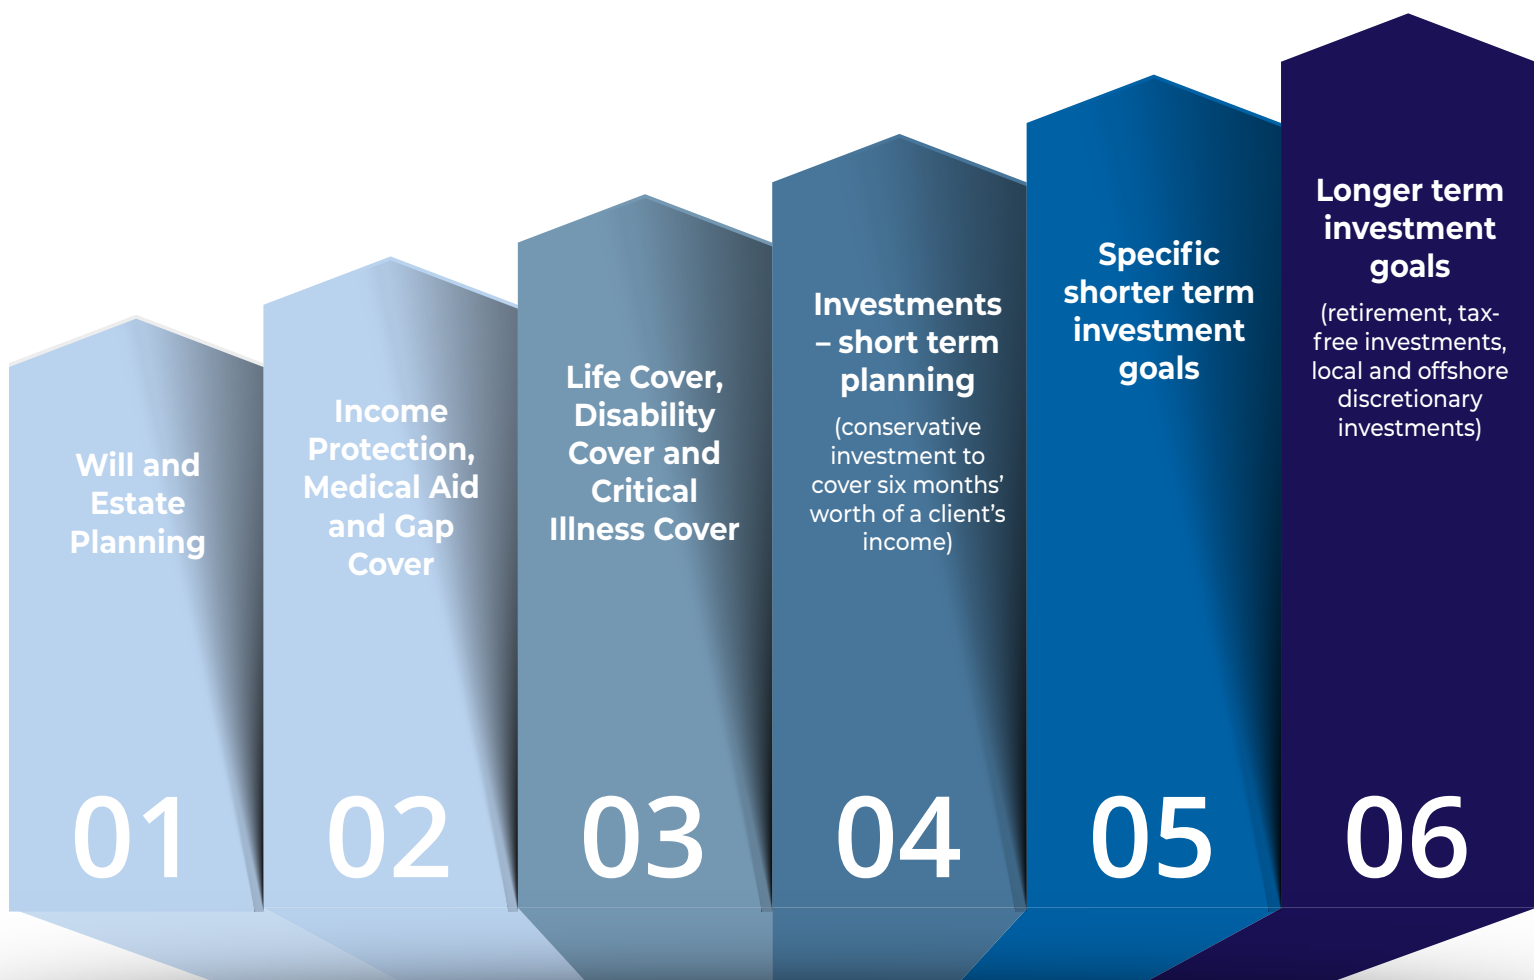 Will and
Estate
Planning
01
Income
Protection,
Medical Aid
and Gap
Cover
02
Life Cover,
Disability
Cover and
Critical
Illness Cover
03
Investments
– short term
planning
(conservative
investment to
cover six months’
worth of a client’s
income)
04
Specific
shorter term
investment
goals
05
Longer term
investment
goals
(retirement, tax-
free investments,
local and offshore
discretionary
investments)
06